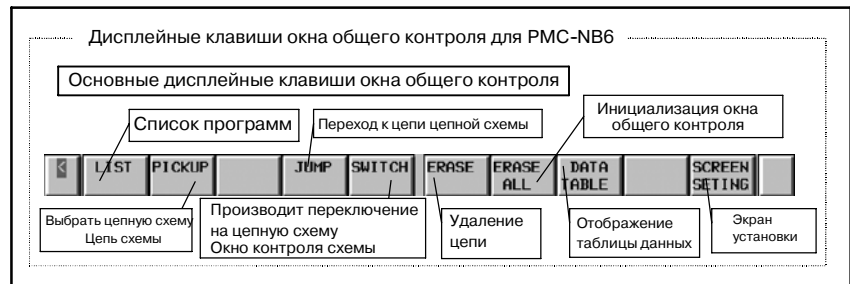 Дисплейные клавиши окна общего контроля для PMC-NB6
Основные дисплейные клавиши окна общего контроля
Список программ
Переход к цепи цепной схемы
Инициализация окна
общего контроля
< LIST PICKUP JUMP SWITCH ERASE ERASE ALL DATA TABLE SCREEN SETING
Выбрать цепную схему
Цепь схемы
Производит переключение
на цепную схему
Окно контроля схемы
Удаление
цепи
Отображение
таблицы данных
Экран
установки